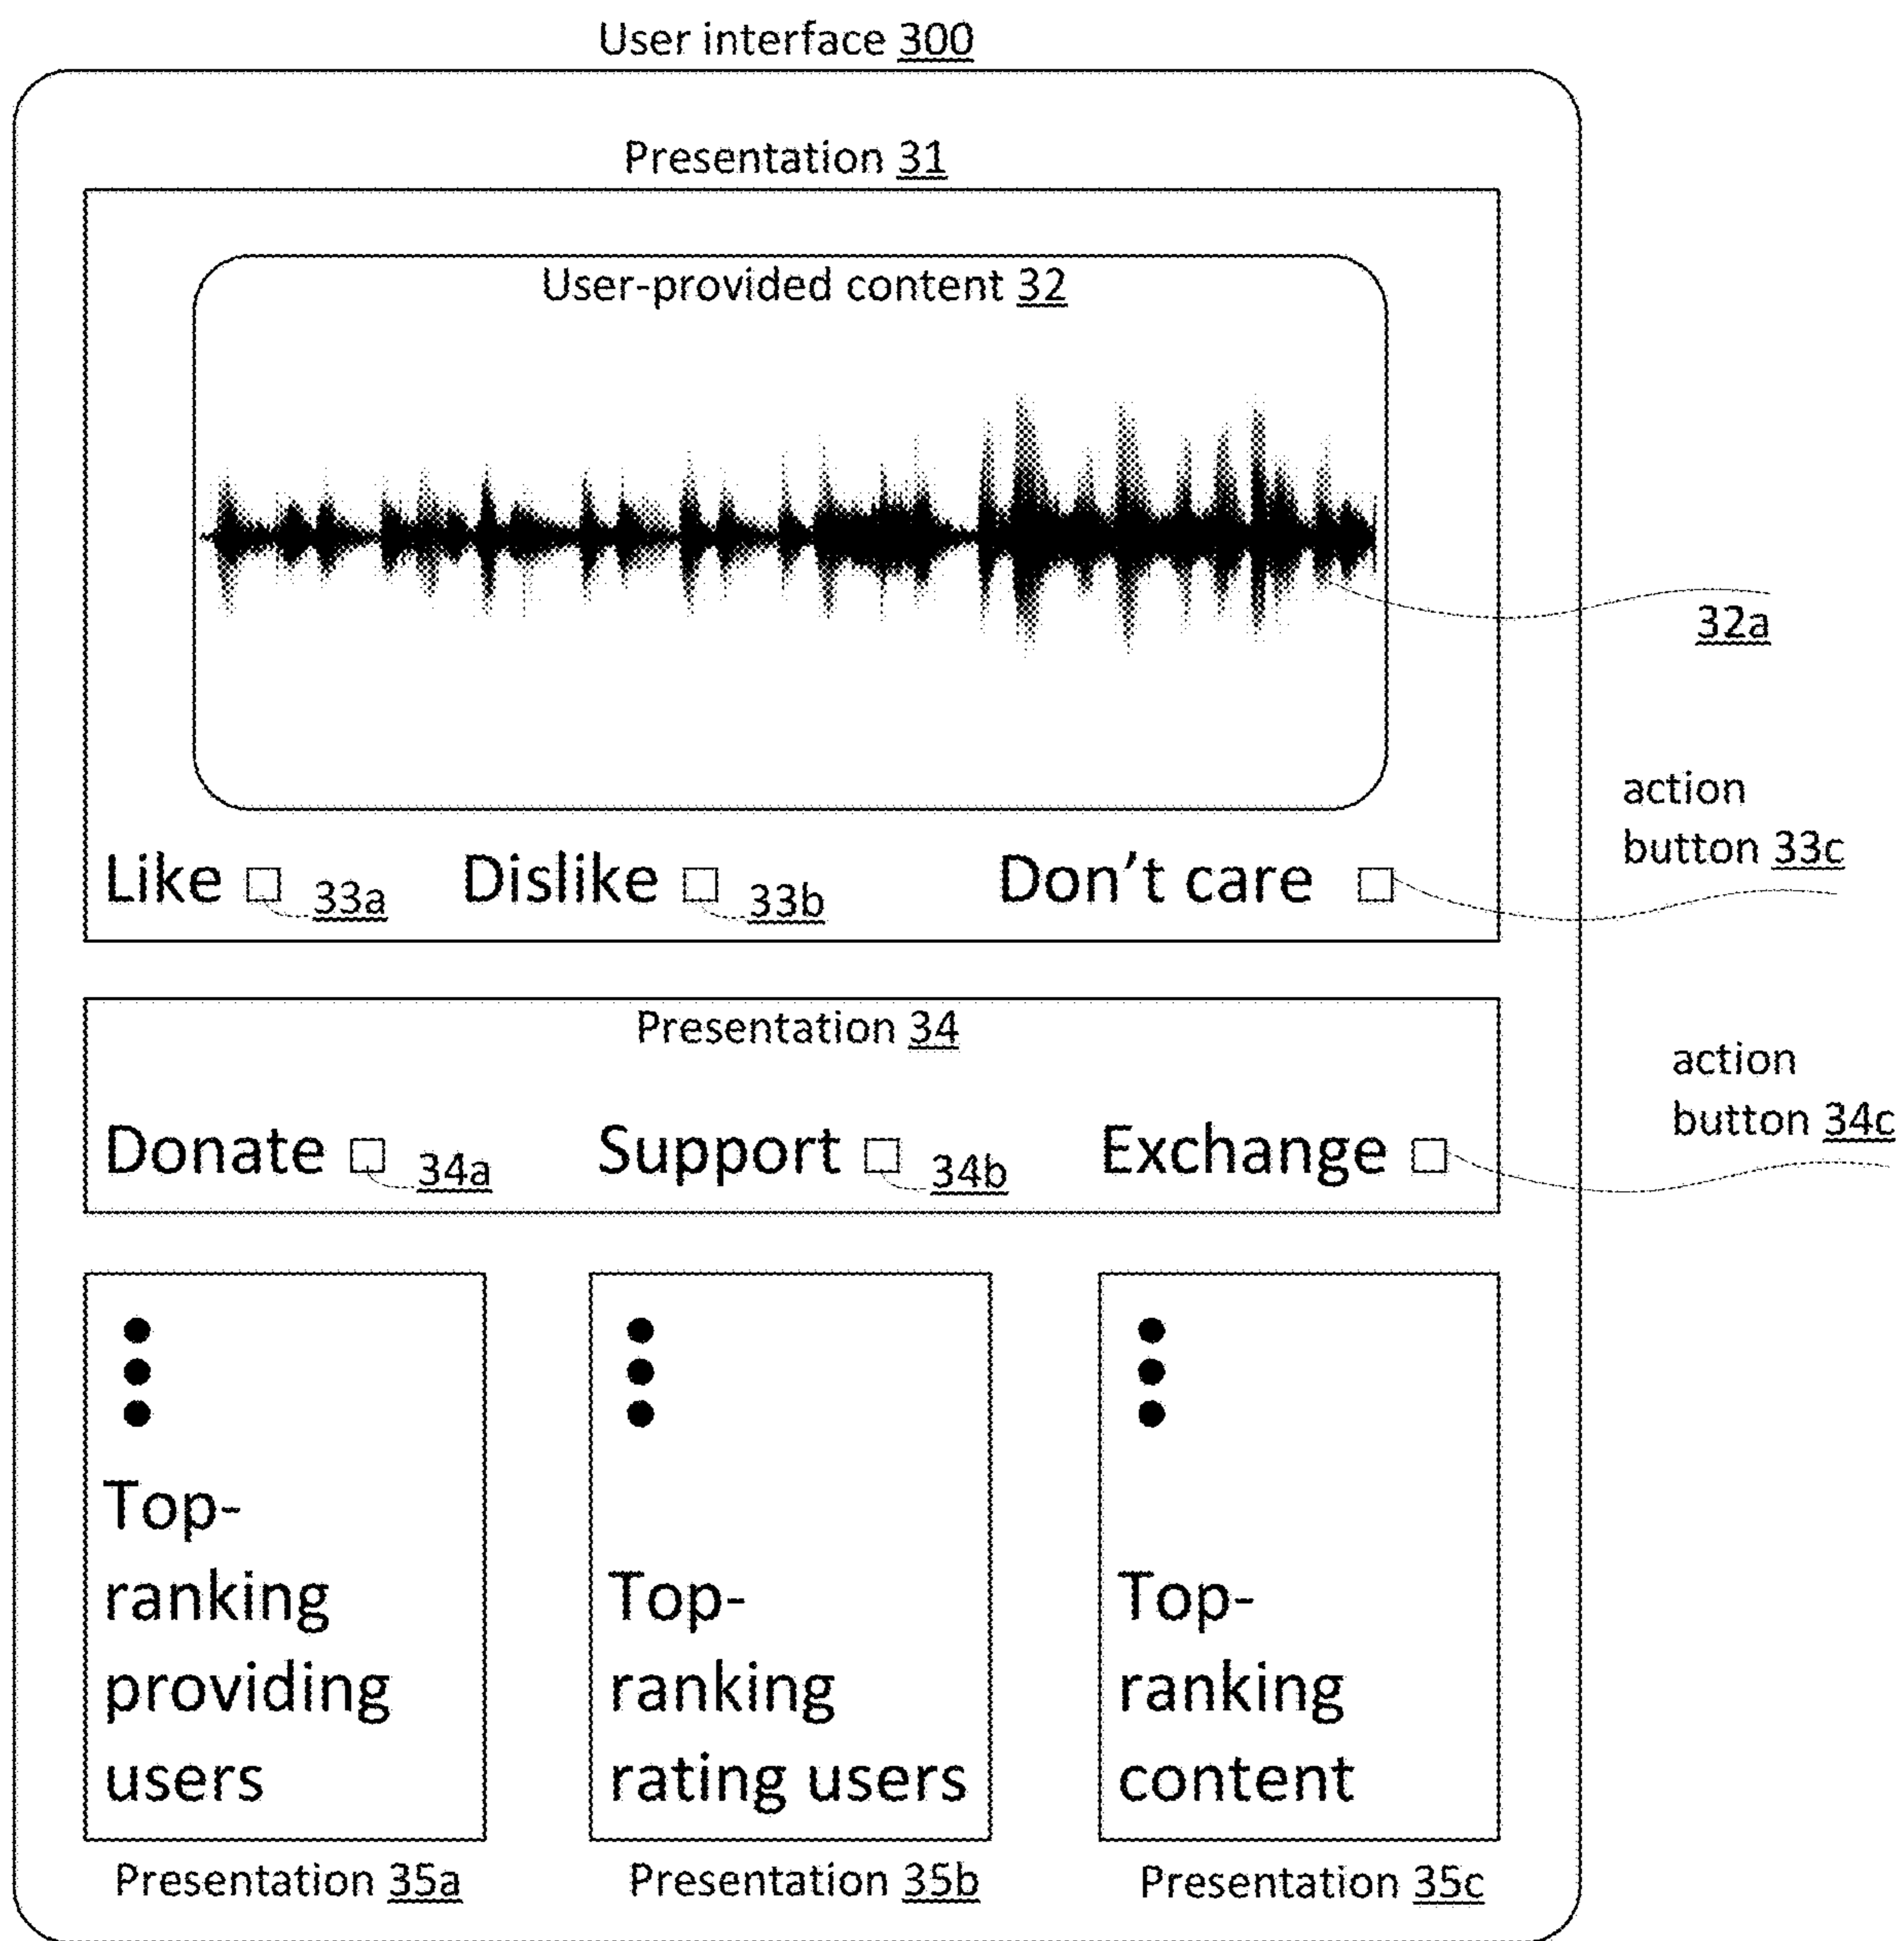 User interface 300
Presentation 31
User-provided content 32
32a
action
button 33c
Like 33a Dislike 33b Don't care
Presentation 34
action
button 34c
Donate 34a Support 34b Exchange
Top-
ranking
providing
users
Top-
ranking
rating users
Top-
ranking
content
Presentation 35a Presentation 35b Presentation 35c